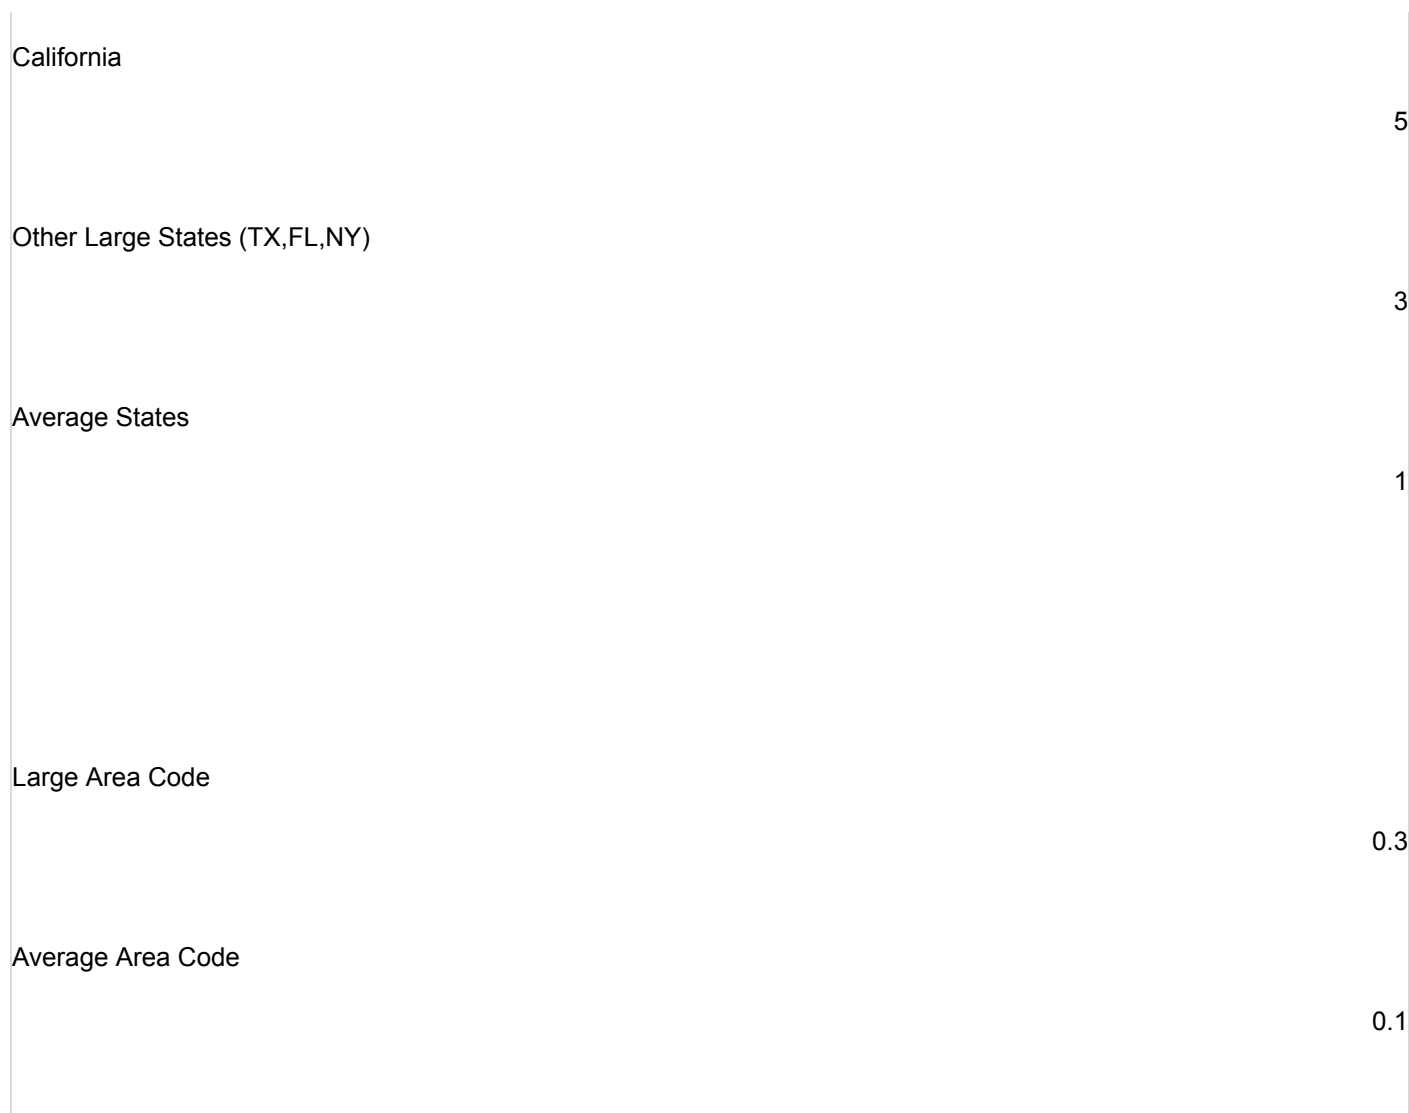 California
5
Other Large States (TX,FL,NY)
3
Average States
1
Large Area Code
0.3
Average Area Code
0.1